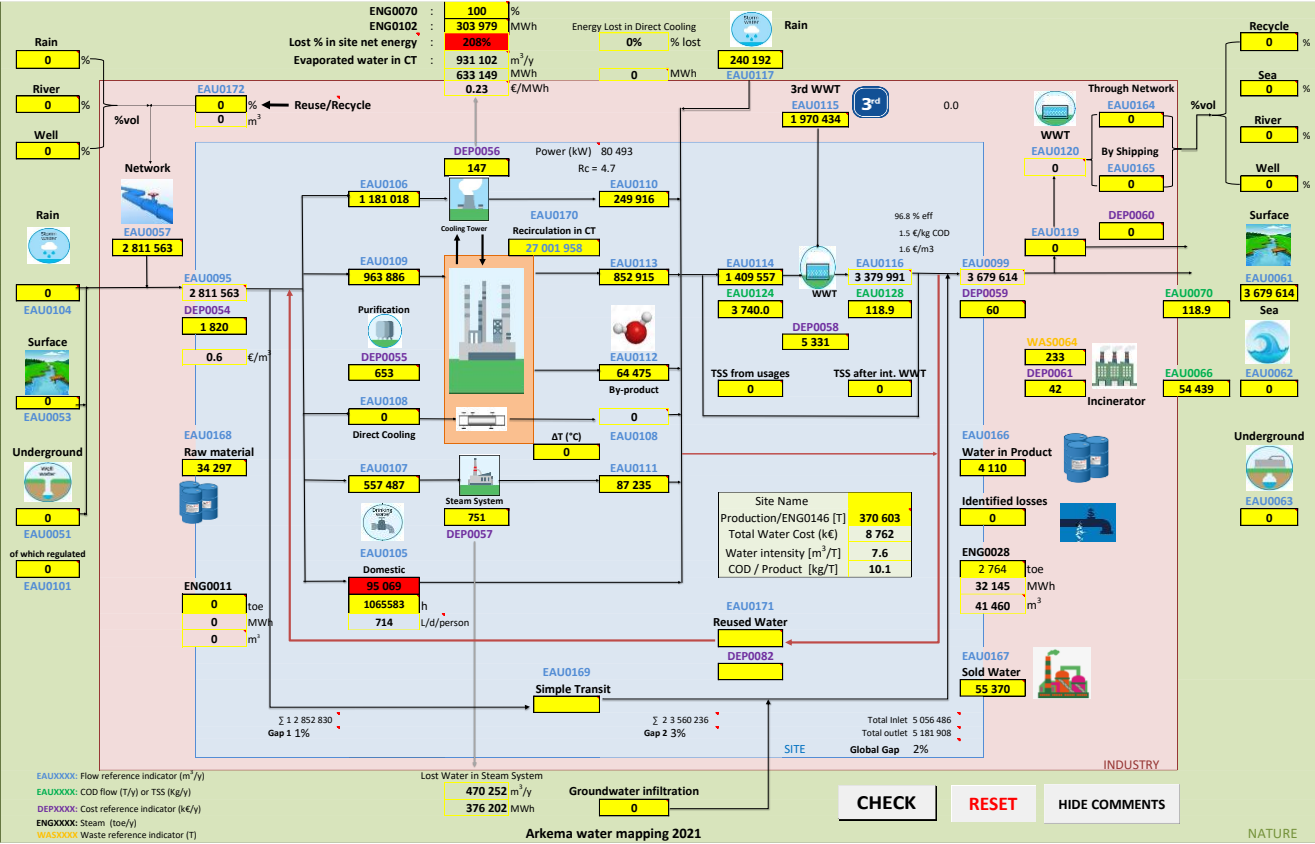 ENG0070 : 100 %
ENG0102 : 303 979 MWh
Lost % in site net energy : 208%
Evaporated water in CT : 931 102 m³/y
633 149 MWh
0.23 €/MWh
Energy Lost in Direct Cooling
0% % lost
0 MWh
STORM WATER
Rain
240 192
EAU0117
Rain
0 %
River
0 %
Well
0 %
%vol
EAU0172
0 %
0 m³
Reuse/Recycle
Network
EAU0057
2 811 563
Rain
Storm WATER
0
EAU0104
Surface
0
EAU0053
Underground
Well water
0
EAU0051
of which regulated
0
EAU0101
EAU0095
2 811 563
DEP0054
1 820
0.6 €/m³
EAU0168
Raw material
34 297
ENG0011
0 toe
0 MWh
0 m³
DEP0056
147
Power (kW) 80 493
Rc = 4.7
EAU0106
1 181 018
Cooling Tower
EAU0110
249 916
EAU0170
Recirculation in CT
27 001 958
EAU0109
963 886
EAU0113
852 915
Purification
DEP0055
653
EAU0112
64 475
By-product
EAU0108
0
Direct Cooling
0
EAU0108
ΔT (°C)
0
EAU0107
557 487
Steam System
751
DEP0057
EAU0111
87 235
Drinking water
EAU0105
Domestic
95 069
1065583 h
714 L/d/person
3rd WWT
EAU0115
1 970 434
3rd
0.0
EAU0114
1 409 557
EAU0124
3 740.0
WWT
EAU0116
3 379 991
EAU0128
118.9
96.8 % eff
1.5 €/kg COD
1.6 €/m3
DEP0058
5 331
TSS from usages
0
TSS after int. WWT
0
EAU0099
3 679 614
DEP0059
60
WWT
EAU0120
0
EAU0119
0
Through Network
EAU0164
0
By Shipping
EAU0165
0
DEP0060
0
%vol
Recycle
0 %
Sea
0 %
River
0 %
Well
0 %
Surface
EAU0061
3 679 614
EAU0070
118.9
Sea
EAU0062
0
WAS0064
233
DEP0061
42
Incinerator
EAU0066
54 439
Underground
EAU0063
0
EAU0166
Water in Product
4 110
Identified losses
0
$
ENG0028
2 764 toe
32 145 MWh
41 460 m³
EAU0167
Sold Water
55 370
Site Name
Production/ENG0146 [T] 370 603
Total Water Cost (k€) 8 762
Water intensity [m³/T] 7.6
COD / Product [kg/T] 10.1
EAU0171
Reused Water
DEP0082
EAU0169
Simple Transit
∑ 1 2 852 830
Gap 1 1%
∑ 2 3 560 236
Gap 2 3%
Total Inlet 5 056 486
Total outlet 5 181 908
SITE
Global Gap 2%
INDUSTRY
EAUXXXX: Flow reference indicator (m³/y)
EAUXXXX: COD flow (T/y) or TSS (Kg/y)
DEPXXXX: Cost reference indicator (k€/y)
ENGXXXX: Steam (toe/y)
WASXXXX Waste reference indicator (T)
Lost Water in Steam System
470 252 m³/y
376 202 MWh
Groundwater infiltration
0
CHECK
RESET
HIDE COMMENTS
Arkema water mapping 2021
NATURE